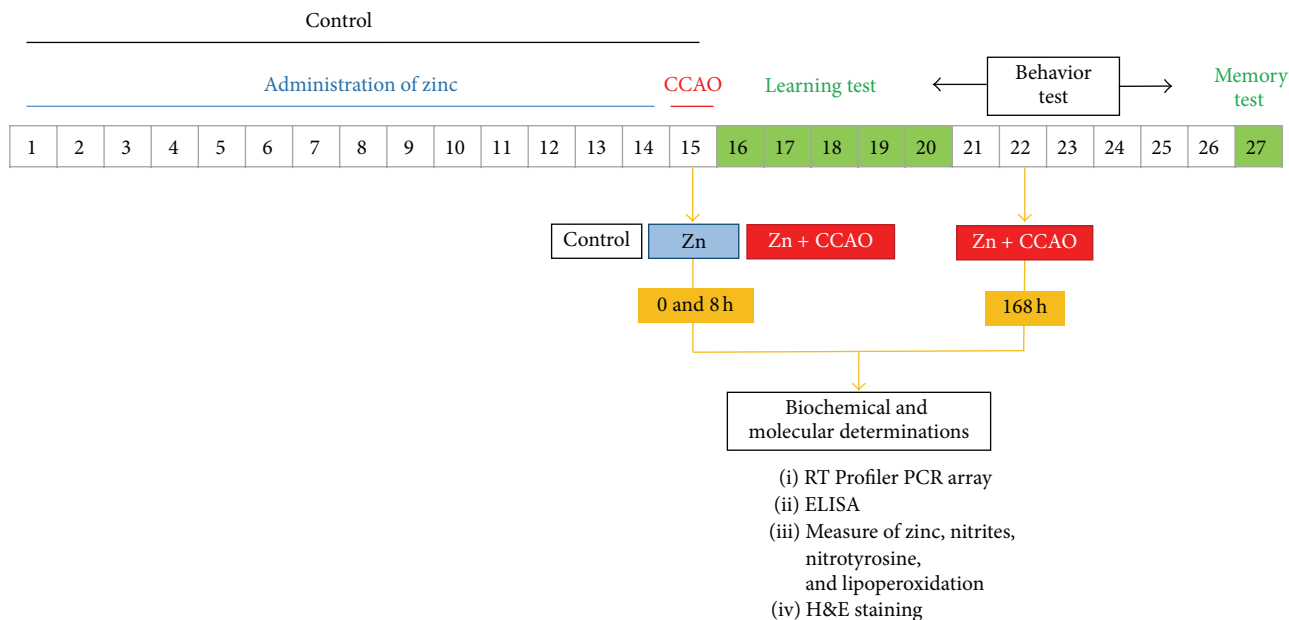 Control
Administration of zinc
CCAO
Learning test
Behavior
test
Memory
test
1 2 3 4 5 6 7 8 9 10 11 12 13 14 15 16 17 18 19 20 21 22 23 24 25 26 27
Control Zn Zn + CCAO Zn + CCAO
0 and 8 h 168 h
Biochemical and
molecular determinations
(i) RT Profiler PCR array
(ii) ELISA
(iii) Measure of zinc, nitrites,
nitrotyrosine,
and lipoperoxidation
(iv) H&E staining